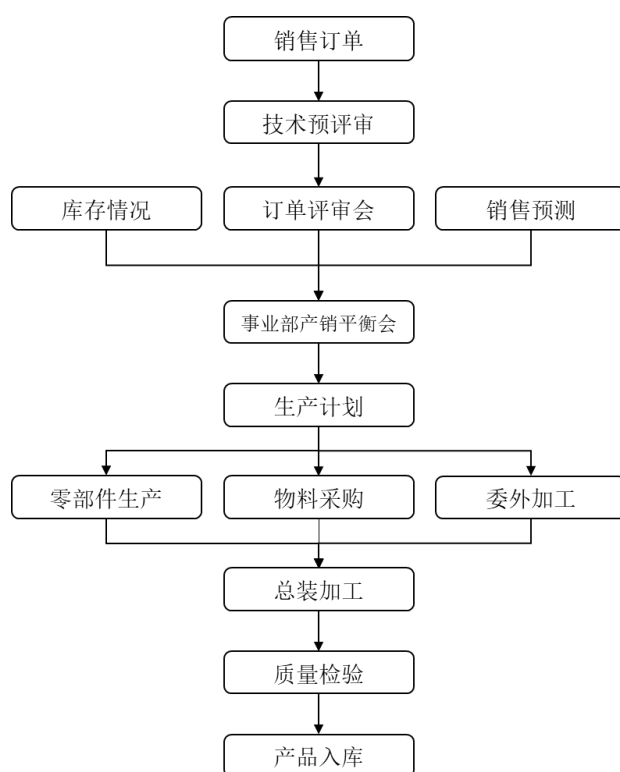 销售订单
技术预评审
库存情况
订单评审会
销售预测
事业部产销平衡会
生产计划
零部件生产
物料采购
委外加工
总装加工
质量检验
产品入库